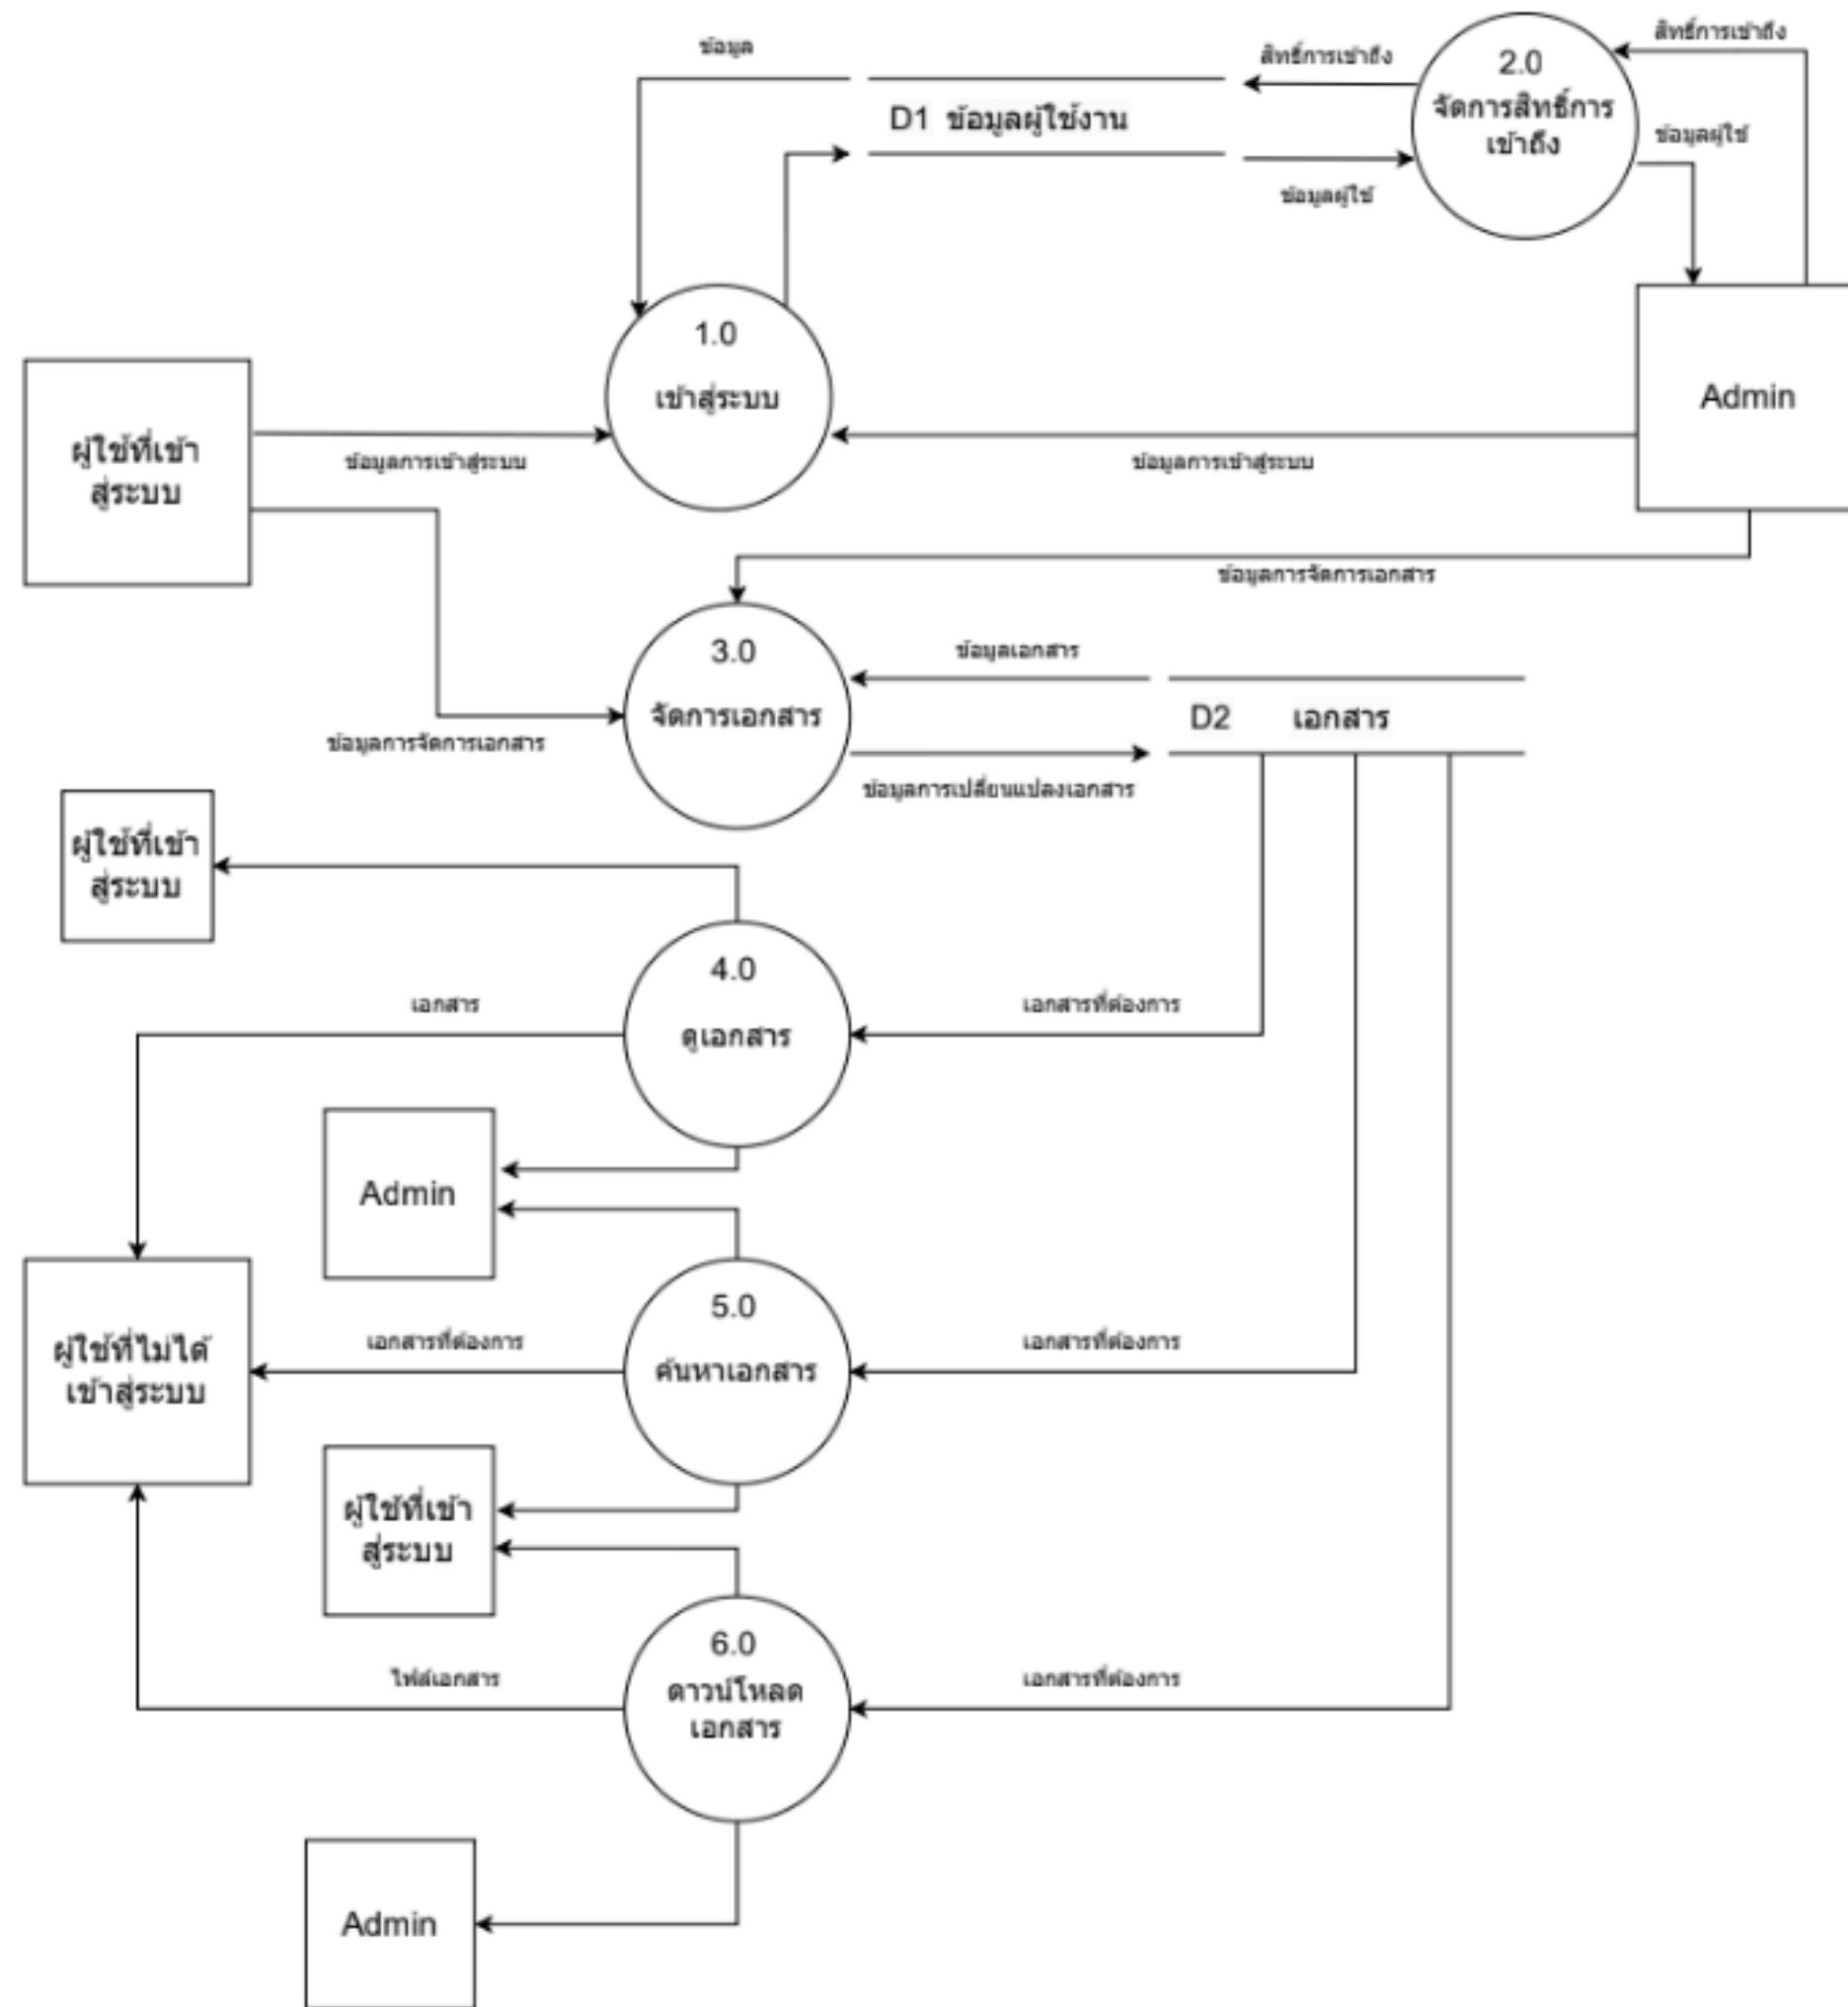 ข้อมูล
สิทธิ์การเข้าถึง
สิทธิ์การเข้าถึง
2.0
จัดการสิทธิ์การ
เข้าถึง
D1 ข้อมูลผู้ใช้งาน
ข้อมูลผู้ใช้
ข้อมูลผู้ใช้
1.0
เข้าสู่ระบบ
Admin
ผู้ใช้ที่เข้า
สู่ระบบ
ข้อมูลการเข้าสู่ระบบ
ข้อมูลการเข้าสู่ระบบ
ข้อมูลการจัดการเอกสาร
3.0
จัดการเอกสาร
ข้อมูลเอกสาร
D2 เอกสาร
ข้อมูลการจัดการเอกสาร
ข้อมูลการเปลี่ยนแปลงเอกสาร
ผู้ใช้ที่เข้า
สู่ระบบ
4.0
ดูเอกสาร
เอกสาร
เอกสารที่ต้องการ
Admin
5.0
ค้นหาเอกสาร
ผู้ใช้ที่ไม่ได้
เข้าสู่ระบบ
เอกสารที่ต้องการ
เอกสารที่ต้องการ
ผู้ใช้ที่เข้า
สู่ระบบ
6.0
ดาวน์โหลด
เอกสาร
ไฟล์เอกสาร
เอกสารที่ต้องการ
Admin